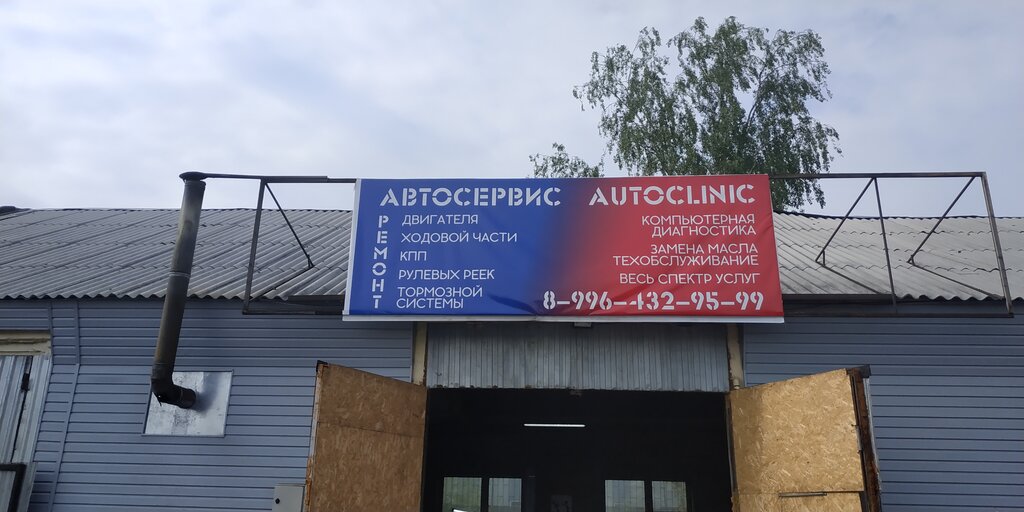 АВТОСЕРВИС AUTOCLINIC
РЕМОНТ
ДВИГАТЕЛЯ
ХОДОВОЙ ЧАСТИ
КПП
РУЛЕВЫХ РЕЕК
ТОРМОЗНОЙ
СИСТЕМЫ
КОМПЬЮТЕРНАЯ
ДИАГНОСТИКА
ЗАМЕНА МАСЛА
ТЕХОБСЛУЖИВАНИЕ
ВЕСЬ СПЕКТР УСЛУГ
8-996-432-95-99